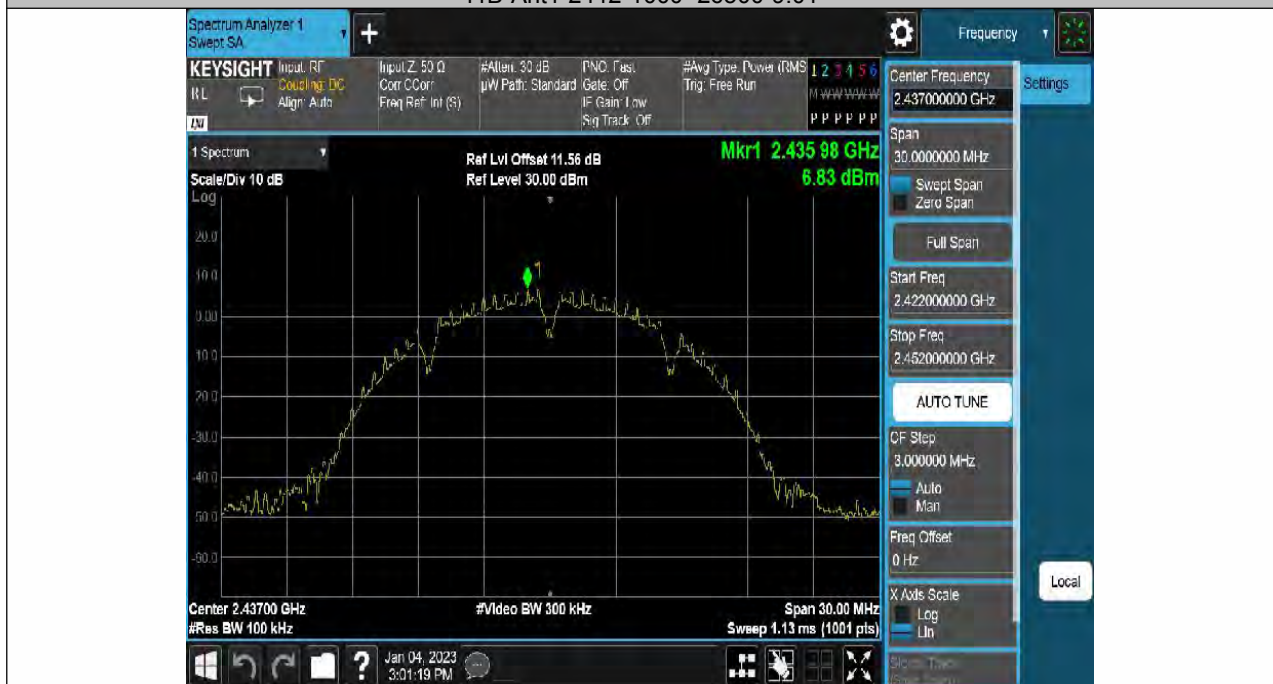 Spectrum Analyzer 1
Swept SA
+
Frequency
KEYSIGHT
RL
LXI
Input: RF
Coupling: DC
Align: Auto
Input Z: 50 Ω
Corr CCorr
Freq Ref: Int (S)
#Atten: 30 dB
µW Path: Standard
PNO: Fast
Gate: Off
IF Gain: Low
Sig Track: Off
#Avg Type: Power (RMS
Trig: Free Run
1 2 3 4 5 6
M W W W W W
P P P P P P
Settings
Center Frequency
2.437000000 GHz
Span
30.0000000 MHz
Swept Span
Zero Span
Full Span
Start Freq
2.422000000 GHz
Stop Freq
2.452000000 GHz
AUTO TUNE
CF Step
3.000000 MHz
Auto
Man
Freq Offset
0 Hz
X Axis Scale
Log
Lin
Local
1 Spectrum
Scale/Div 10 dB
Log
Ref Lvl Offset 11.56 dB
Ref Level 30.00 dBm
Mkr1 2.435 98 GHz
6.83 dBm
1
20.0
10.0
0.00
-10.0
-20.0
-30.0
-40.0
-50.0
-60.0
Center 2.43700 GHz
#Video BW 300 kHz
Span 30.00 MHz
#Res BW 100 kHz
Sweep 1.13 ms (1001 pts)
?
Jan 04, 2023
3:01:19 PM